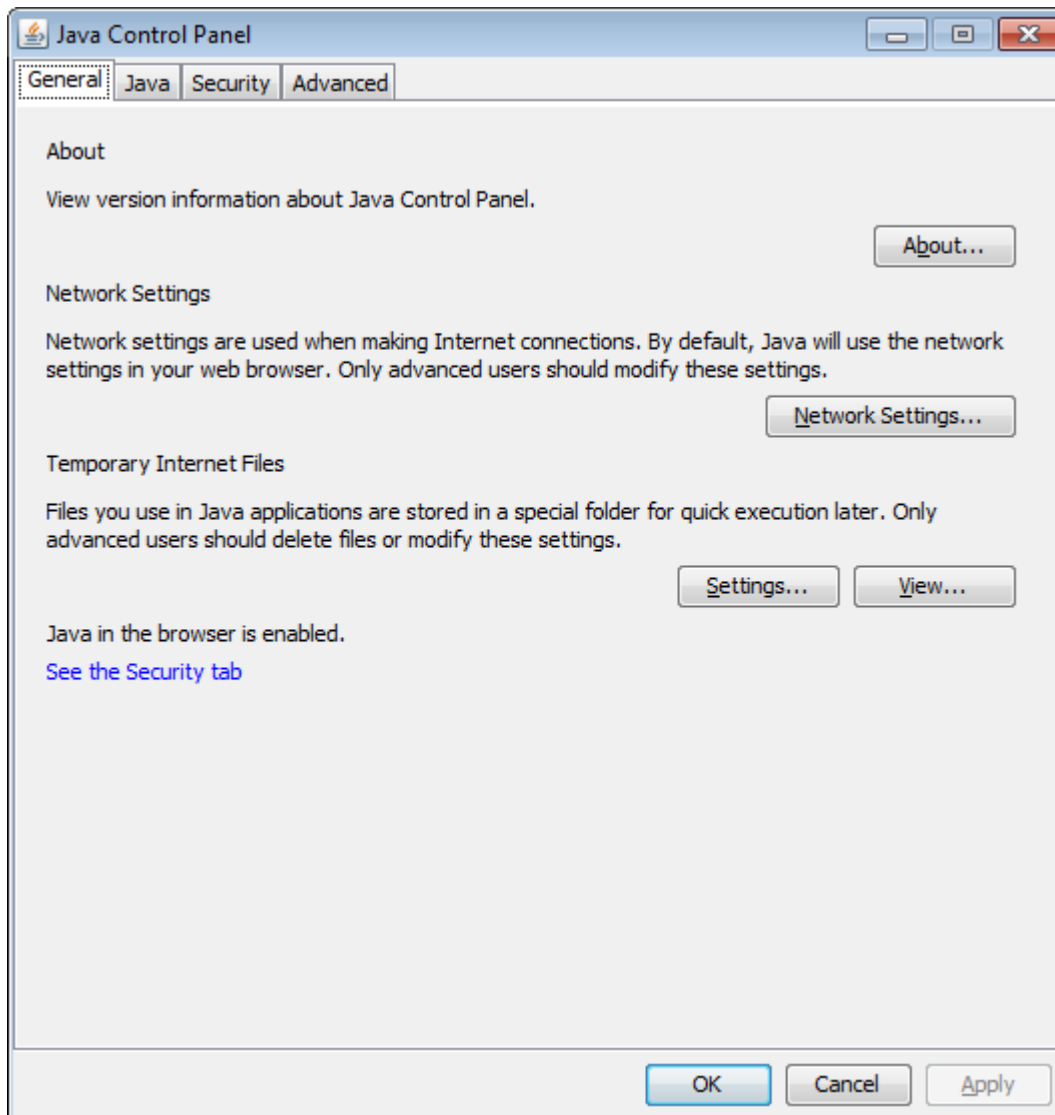 Java Control Panel
General Java Security Advanced
About
View version information about Java Control Panel.
About...
Network Settings
Network settings are used when making Internet connections. By default, Java will use the network
settings in your web browser. Only advanced users should modify these settings.
Network Settings...
Temporary Internet Files
Files you use in Java applications are stored in a special folder for quick execution later. Only
advanced users should delete files or modify these settings.
Settings... View...
Java in the browser is enabled.
See the Security tab
OK Cancel Apply